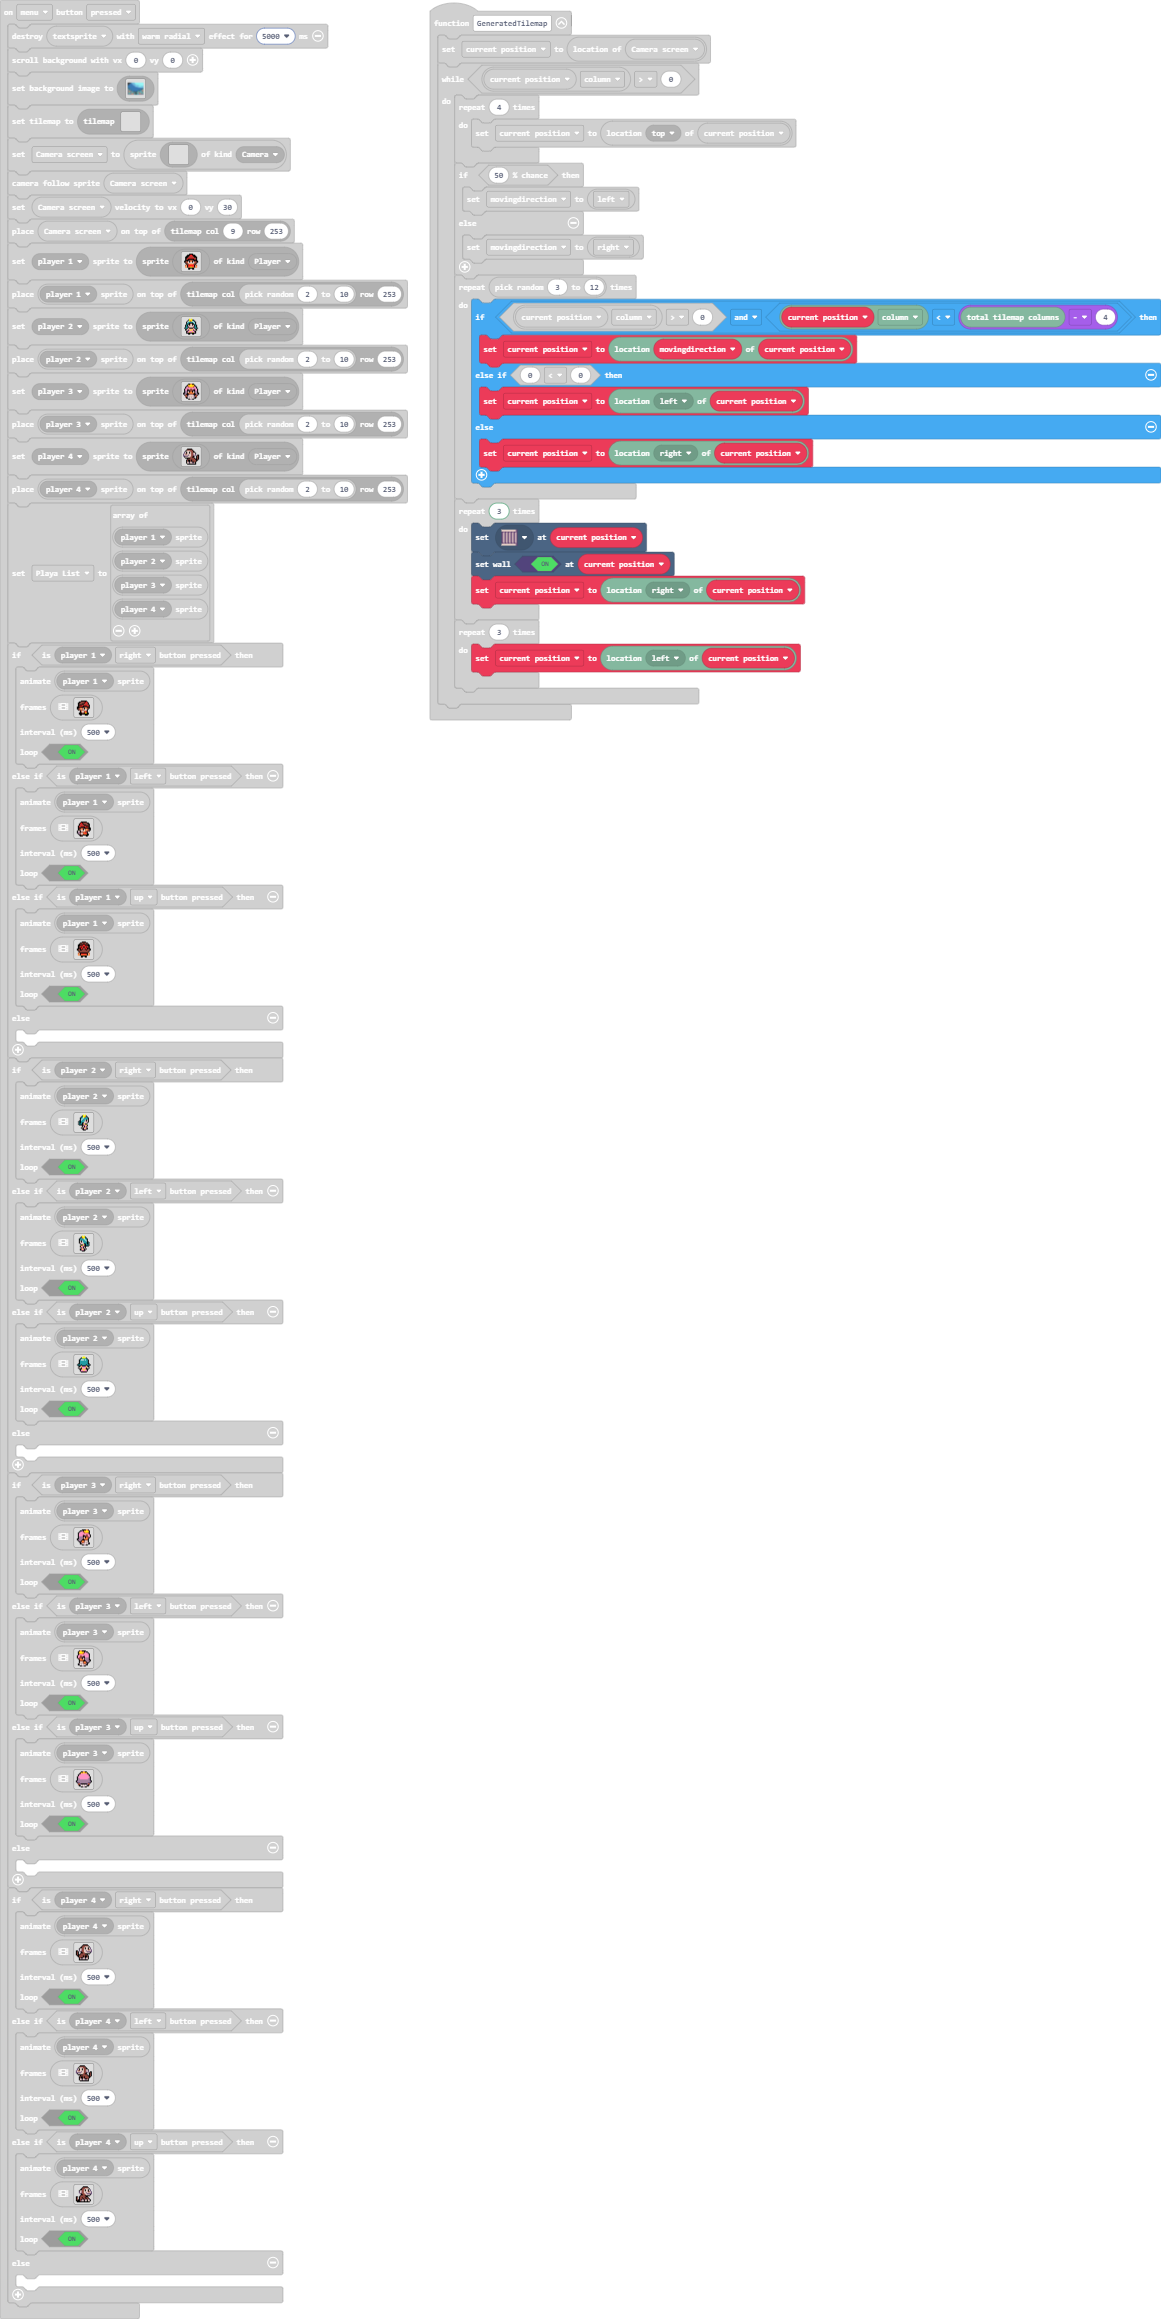 on menu button pressed
destroy textsprite with warm radial effect for 5000 ms
scroll background with vx 0 vy 0
set background image to
set tilemap to tilemap
set Camera screen to sprite of kind Camera
camera follow sprite Camera screen
set Camera screen velocity to vx 0 vy 30
place Camera screen on top of tilemap col 9 row 253
set player 1 sprite to sprite of kind Player
place player 1 sprite on top of tilemap col pick random 2 to 10 row 253
set player 2 sprite to sprite of kind Player
place player 2 sprite on top of tilemap col pick random 2 to 10 row 253
set player 3 sprite to sprite of kind Player
place player 3 sprite on top of tilemap col pick random 2 to 10 row 253
set player 4 sprite to sprite of kind Player
place player 4 sprite on top of tilemap col pick random 2 to 10 row 253
array of
player 1 sprite
player 2 sprite
set Playa List to
player 3 sprite
player 4 sprite
if is player 1 right button pressed then
animate player 1 sprite
frames
interval (ms) 500
loop ON
else if is player 1 left button pressed then
animate player 1 sprite
frames
interval (ms) 500
loop ON
else if is player 1 up button pressed then
animate player 1 sprite
frames
interval (ms) 500
loop ON
else
if is player 2 right button pressed then
animate player 2 sprite
frames
interval (ms) 500
loop ON
else if is player 2 left button pressed then
animate player 2 sprite
frames
interval (ms) 500
loop ON
else if is player 2 up button pressed then
animate player 2 sprite
frames
interval (ms) 500
loop ON
else
if is player 3 right button pressed then
animate player 3 sprite
frames
interval (ms) 500
loop ON
else if is player 3 left button pressed then
animate player 3 sprite
frames
interval (ms) 500
loop ON
else if is player 3 up button pressed then
animate player 3 sprite
frames
interval (ms) 500
loop ON
else
if is player 4 right button pressed then
animate player 4 sprite
frames
interval (ms) 500
loop ON
else if is player 4 left button pressed then
animate player 4 sprite
frames
interval (ms) 500
loop ON
else if is player 4 up button pressed then
animate player 4 sprite
frames
interval (ms) 500
loop ON
else
function GeneratedTilemap
set current position to location of Camera screen
while current position column > 0
do
repeat 4 times
do
set current position to location top of current position
if 50 % chance then
set movingdirection to left
else
set movingdirection to right
repeat pick random 3 to 12 times
do
if current position column > 0 and current position column < total tilemap columns - 4 then
set current position to location movingdirection of current position
else if 0 < 0 then
set current position to location left of current position
else
set current position to location right of current position
repeat 3 times
do
set at current position
set wall ON at current position
set current position to location right of current position
repeat 3 times
do
set current position to location left of current position